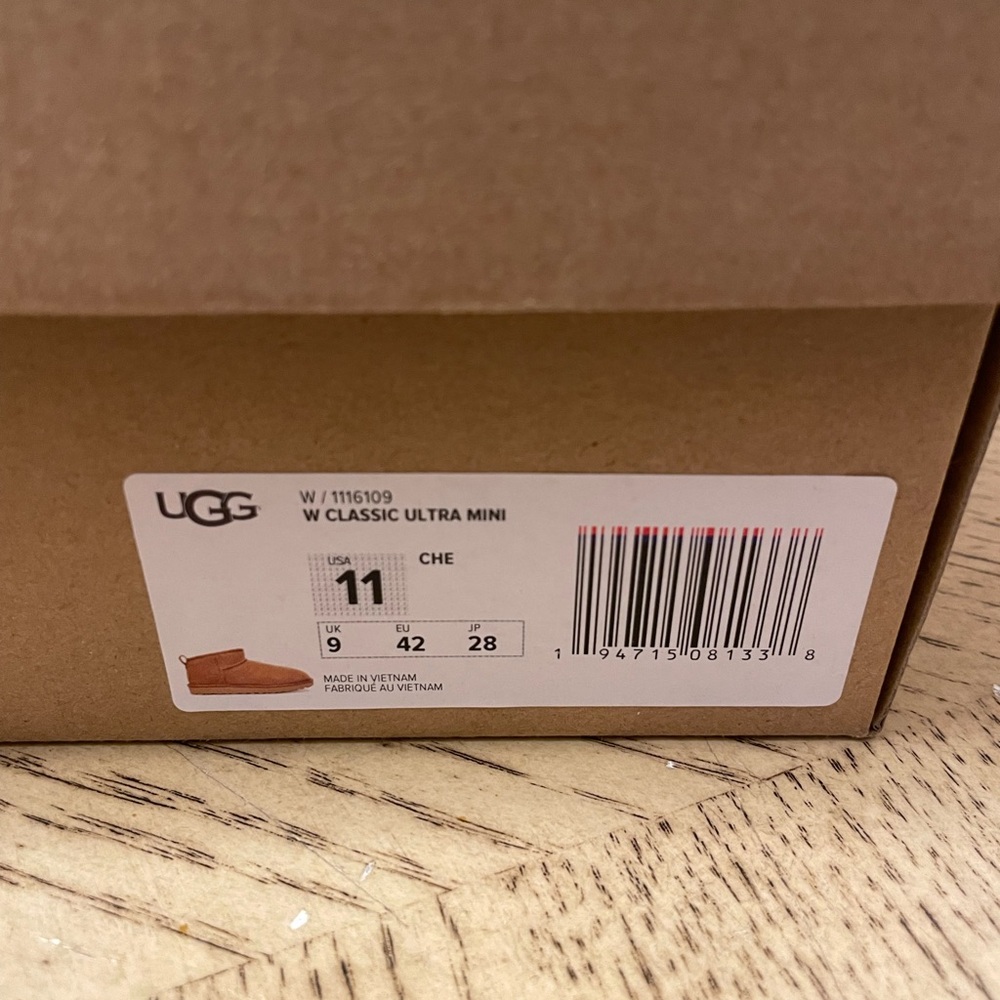 UGG
W / 1116109
W CLASSIC ULTRA MINI
USA
11
CHE
UK
9
EU
42
JP
28
MADE IN VIETNAM
FABRIQUÉ AU VIETNAM
1 94715 08133 8